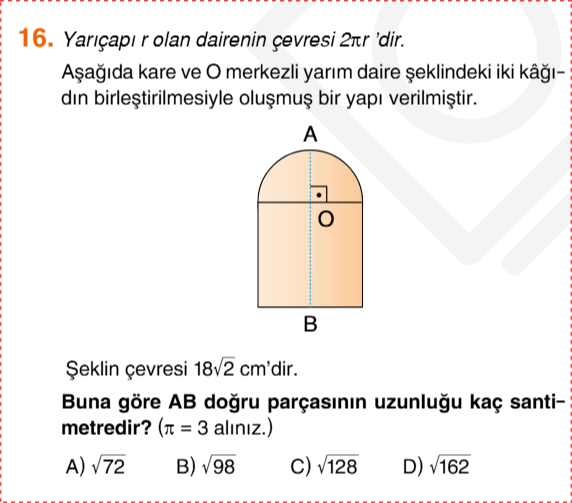 16. Yarıçapı r olan dairenin çevresi 2πr 'dir.
Aşağıda kare ve O merkezli yarım daire şeklindeki iki kâğı-
dın birleştirilmesiyle oluşmuş bir yapı verilmiştir.
A
O
B
Şeklin çevresi 18√2 cm'dir.
Buna göre AB doğru parçasının uzunluğu kaç santi-
metredir? (π = 3 alınız.)
A) √72 B) √98 C) √128 D) √162